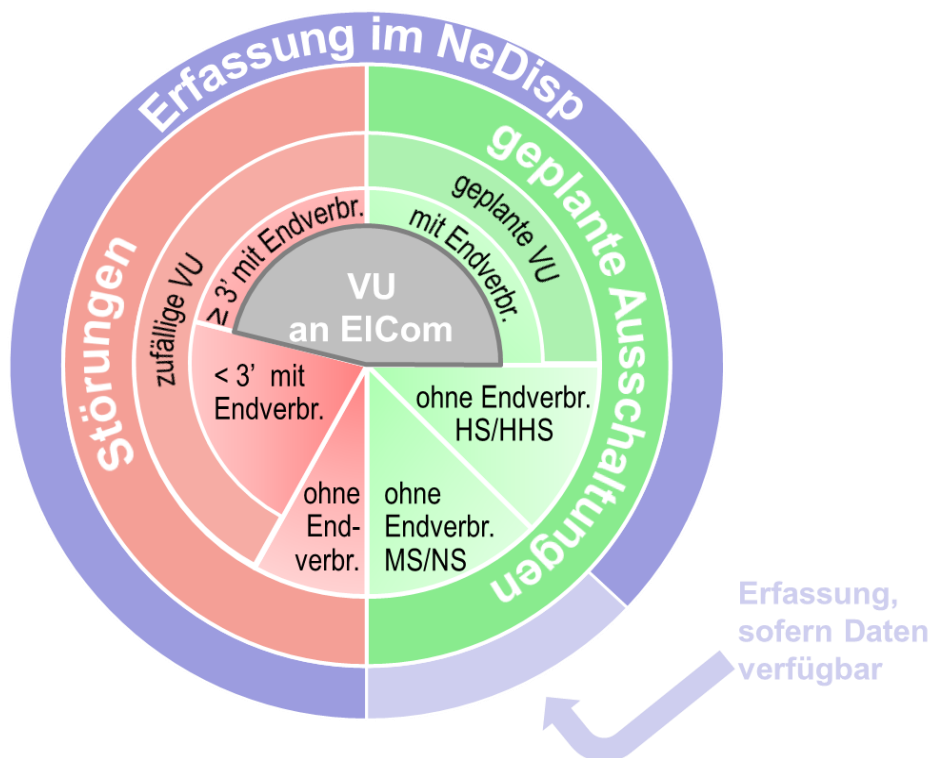 Erfassung im NeDisp
Störungen
geplante Ausschaltungen
zufällige VU
geplante VU
≥ 3’ mit Endverbr.
mit Endverbr.
VU
an ElCom
< 3’ mit
Endverbr.
ohne Endverbr.
HS/HHS
ohne
End-
verbr.
ohne
Endverbr.
MS/NS
Erfassung,
sofern Daten
verfügbar